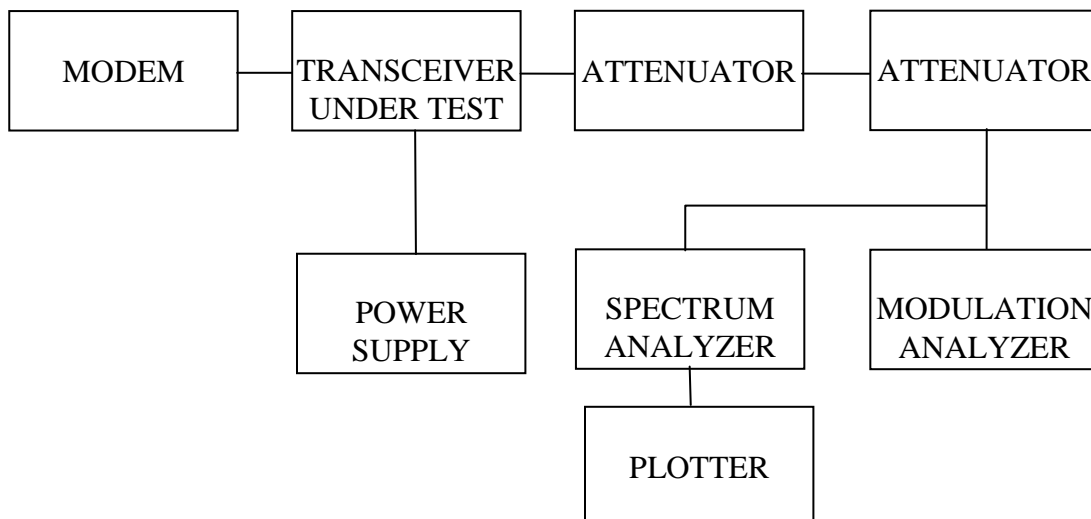 MODEM
TRANSCEIVER
UNDER TEST
ATTENUATOR
ATTENUATOR
POWER
SUPPLY
SPECTRUM
ANALYZER
MODULATION
ANALYZER
PLOTTER